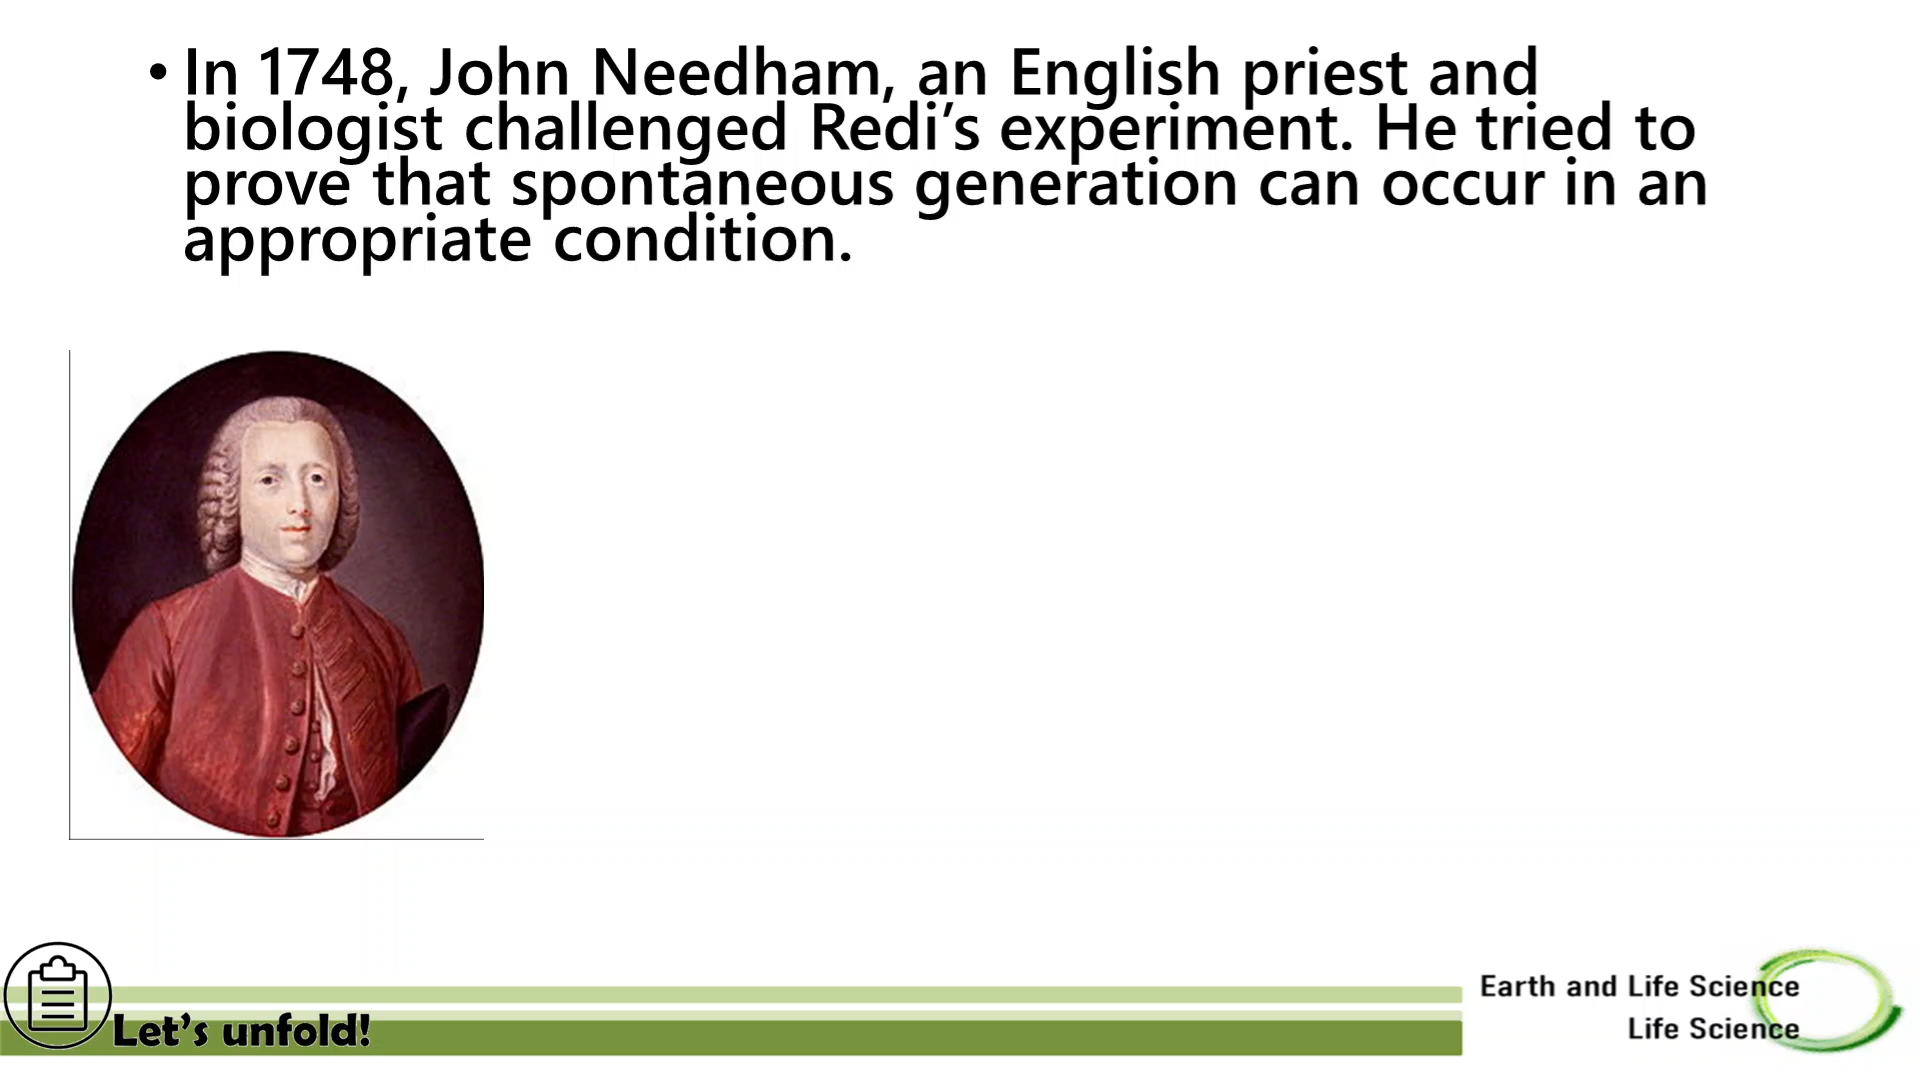 • In 1748, John Needham, an English priest and
biologist challenged Redi’s experiment. He tried to
prove that spontaneous generation can occur in an
appropriate condition.
Let’s unfold!
Earth and Life Science
Life Science